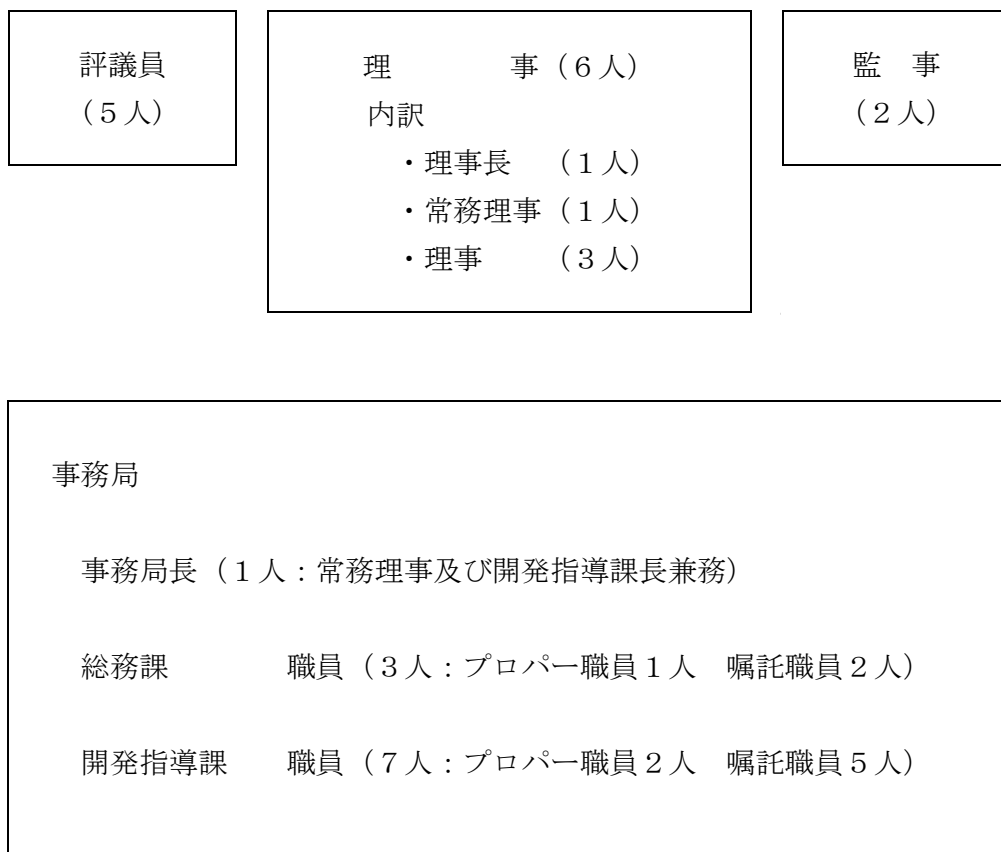 評議員
（５人）
理　　　　事（６人）
内訳
・理事長　（１人）
・常務理事（１人）
・理事　　（３人）
監　事
（２人）
事務局
事務局長（１人：常務理事及び開発指導課長兼務）
総務課　　　　職員（３人：プロパー職員１人　嘱託職員２人）
開発指導課　　職員（７人：プロパー職員２人　嘱託職員５人）